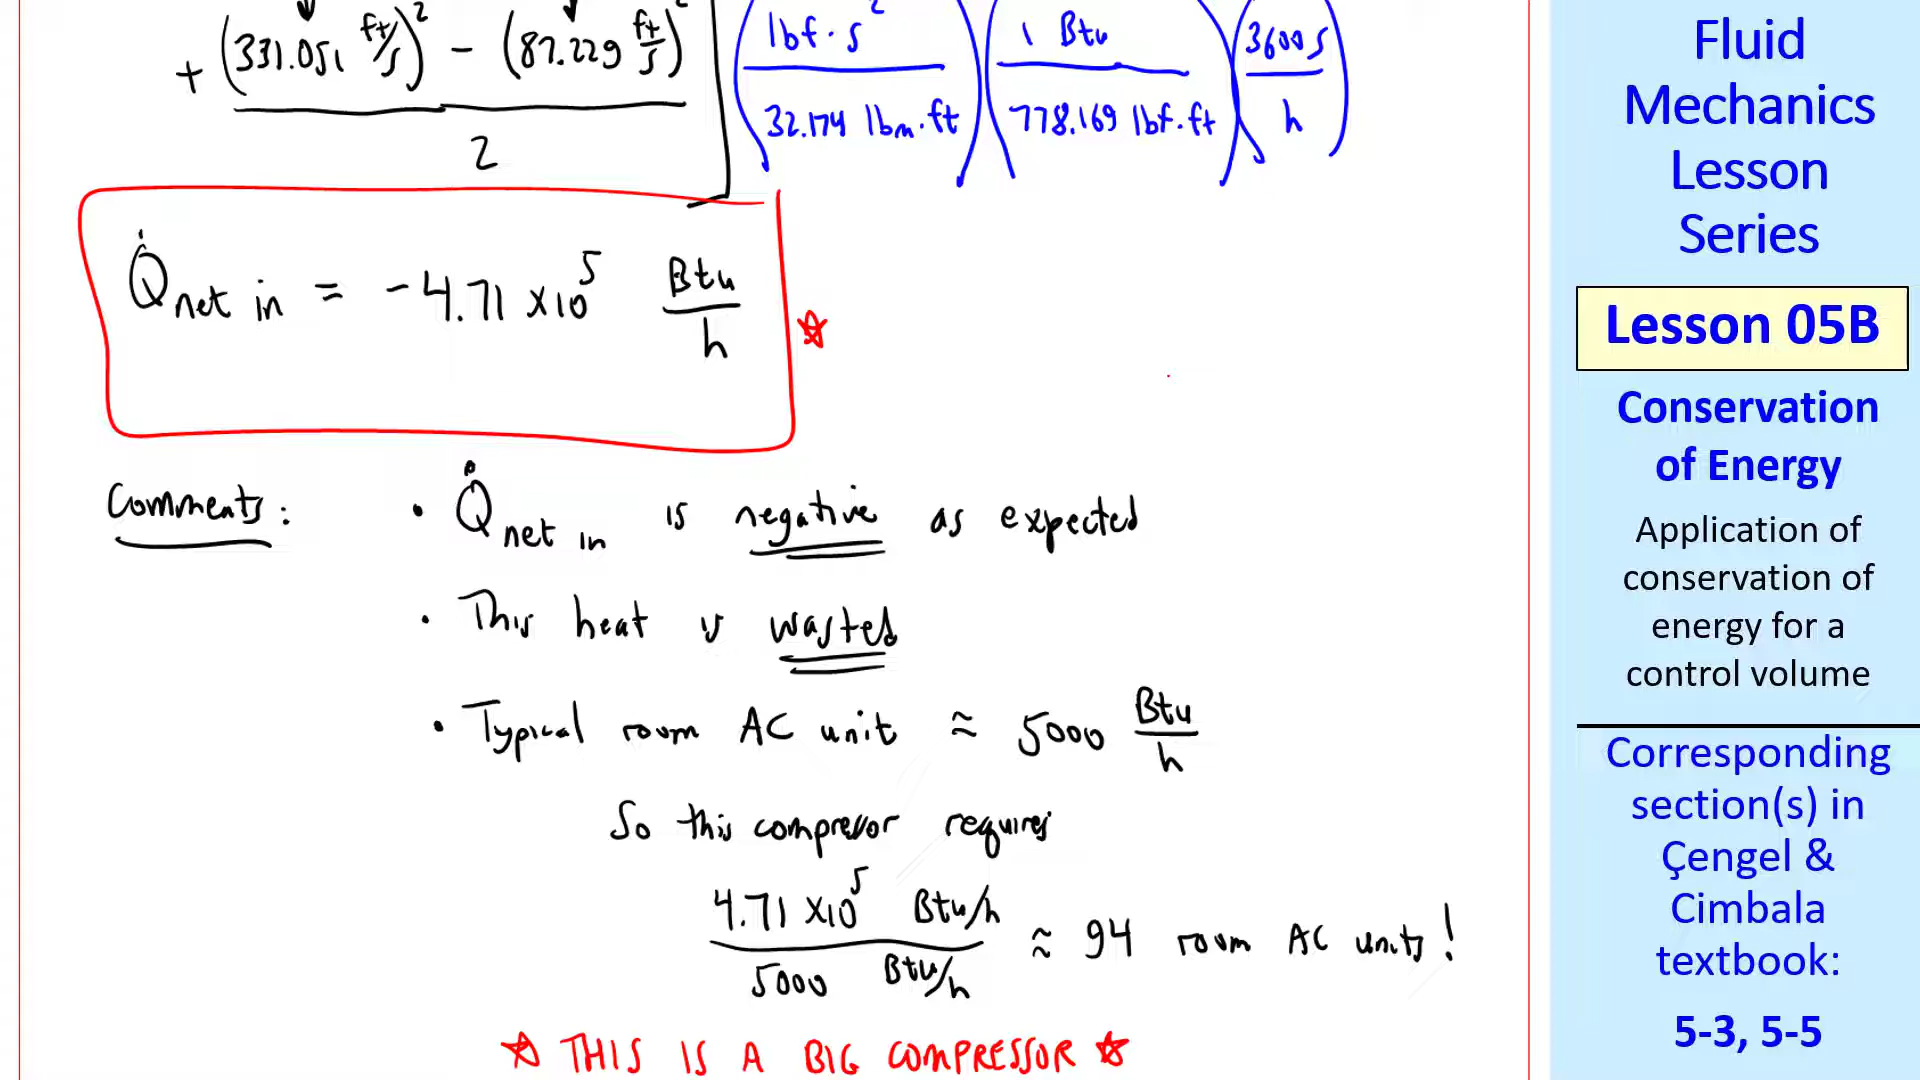 + (331.051 ft/s)² − (87.229 ft/s)²
2
(lbf·s² / 32.174 lbm·ft) (1 Btu / 778.169 lbf·ft) (3600 s / h)
Q̇ net in = −4.71 ×10⁵ Btu/h
Comments: • Q̇ net in is negative as expected
• This heat is wasted
• Typical room AC unit ≈ 5000 Btu/h
So this compressor requires
4.71 ×10⁵ Btu/h
5000 Btu/h
≈ 94 room AC units!
☆ THIS IS A BIG COMPRESSOR ☆
Fluid
Mechanics
Lesson
Series
Lesson 05B
Conservation
of Energy
Application of
conservation of
energy for a
control volume
Corresponding
section(s) in
Çengel &
Cimbala
textbook:
5-3, 5-5